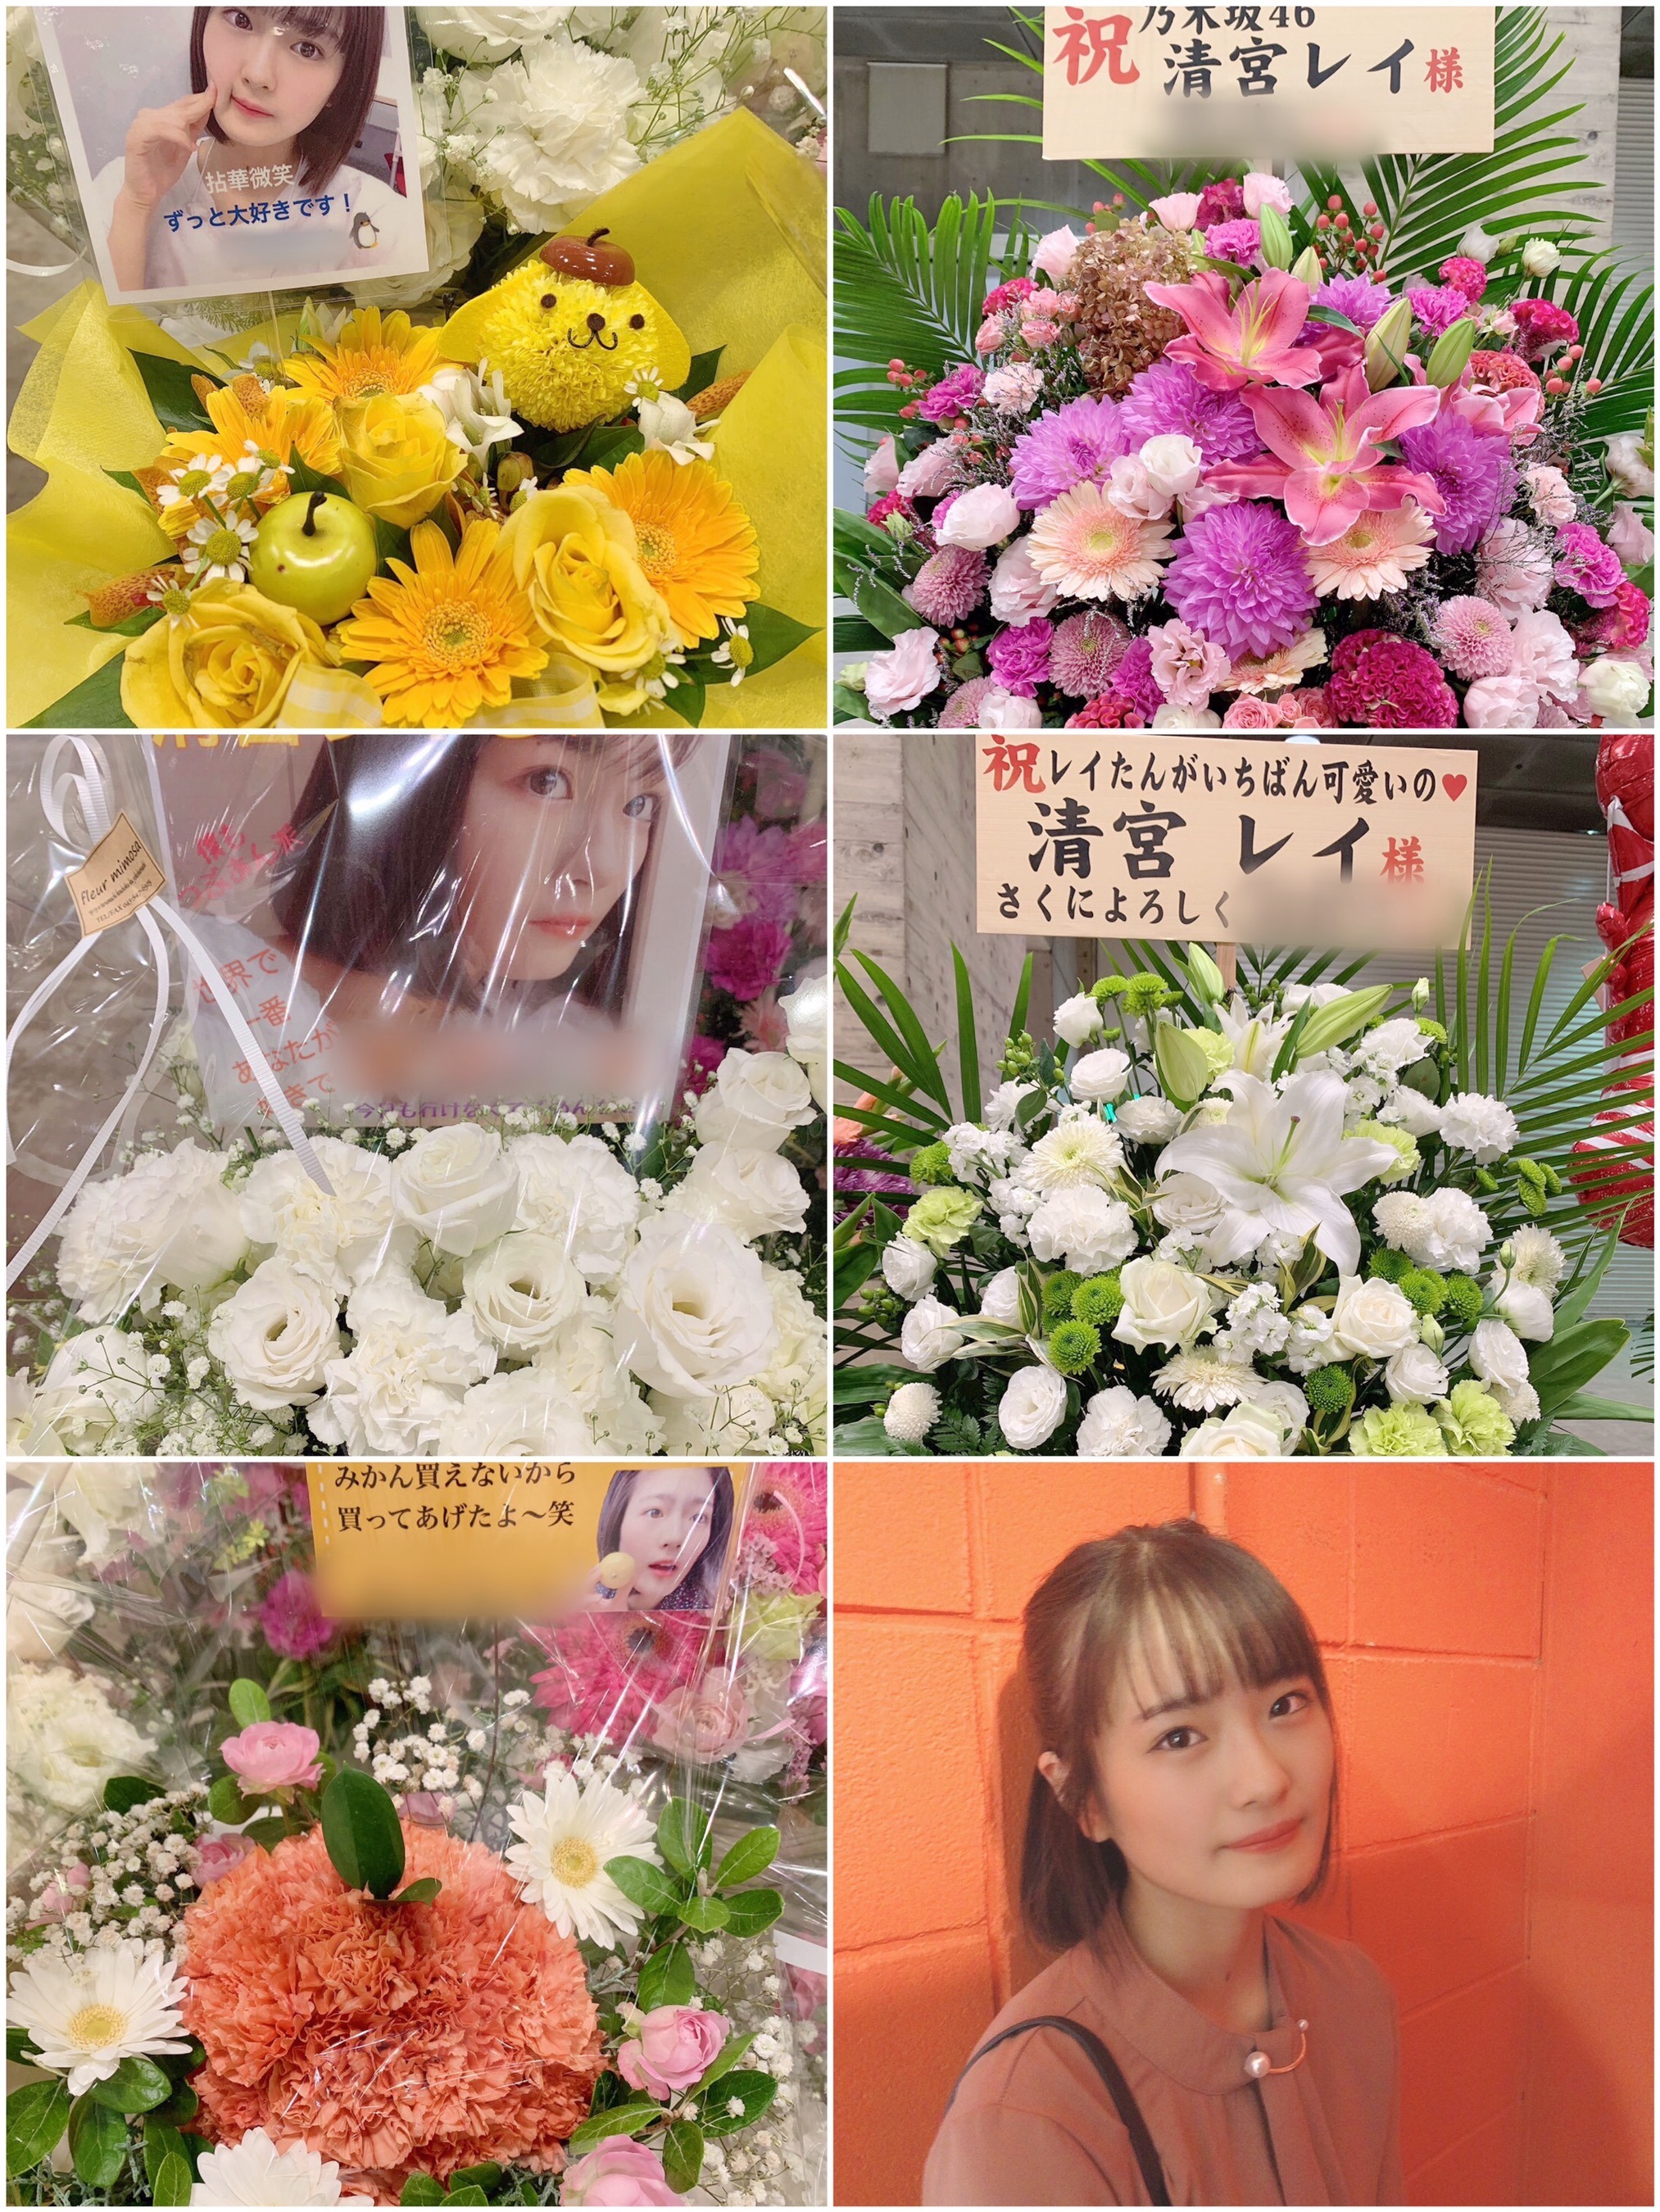 拈華微笑
ずっと大好きです！
祝 乃木坂46
清宮レイ様
fleur mimosa
僕も
世界で
一番
あなたが
祝レイたんがいちばん可愛いの♥
清宮 レイ様
さくによろしく
みかん買えないから
買ってあげたよ〜笑